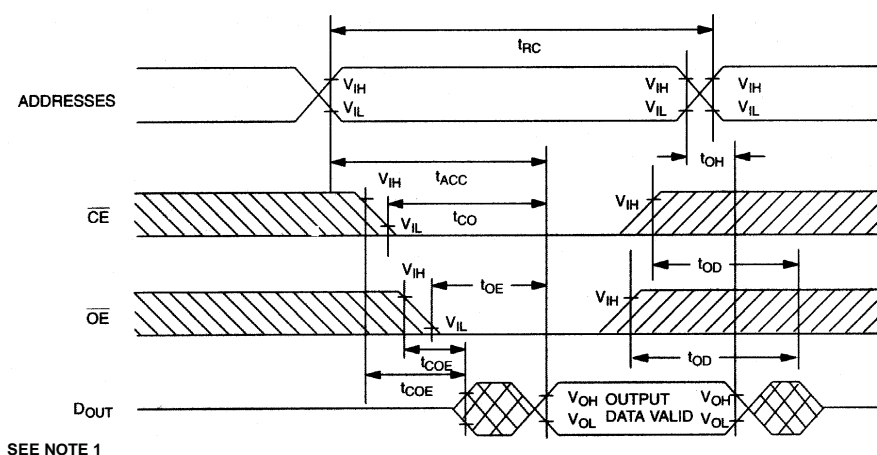 tRC
ADDRESSES
VIH
VIL
VIH
VIL
VIH
VIL
tOH
tACC
CE
VIH
VIL
tCO
VIH
tOD
OE
VIH
VIL
tOE
VIH
tOD
tCOE
tCOE
DOUT
VOH OUTPUT VOH
VOL DATA VALID VOL
SEE NOTE 1